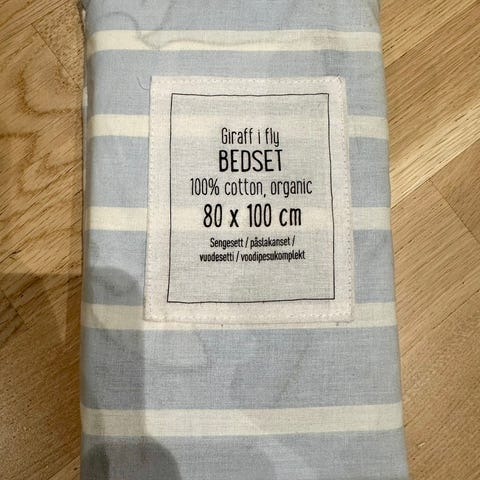 Giraff i fly
BEDSET
100% cotton, organic
80 x 100 cm
Sengesett / påslakanset /
vuodesetti / voodipesukomplekt